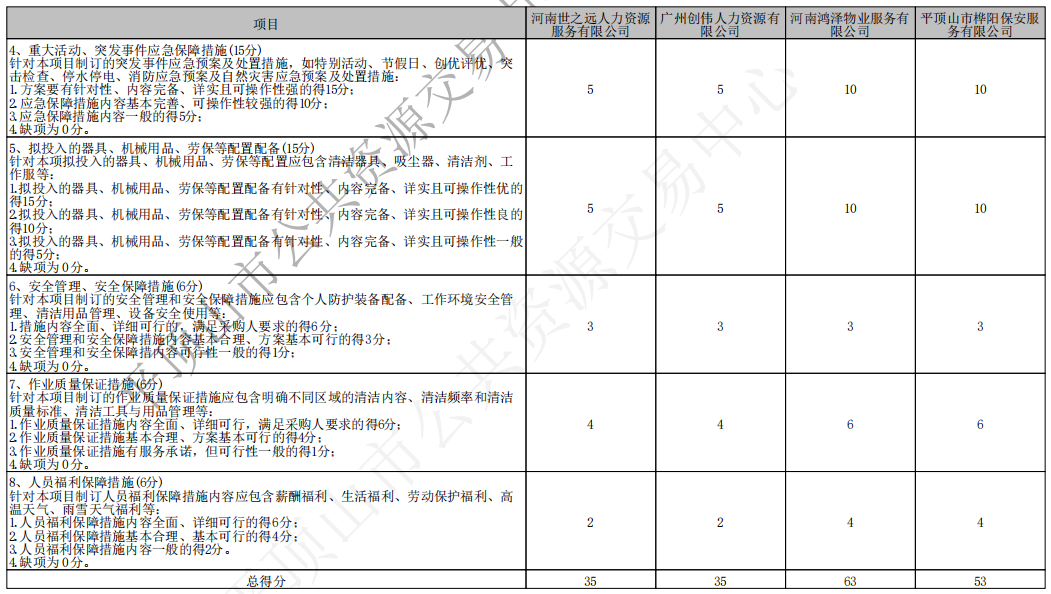 项目
河南世之远人力资源
服务有限公司
广州创伟人力资源有
限公司
河南鸿泽物业服务有
限公司
平顶山市桦阳保安服
务有限公司
4、重大活动、突发事件应急保障措施(15分)
针对本项目制订的突发事件应急预案及处置措施，如特别活动、节假日、创优评优、突
击检查、停水停电、消防应急预案及自然灾害应急预案及处置措施：
1.方案要有针对性、内容完备、详实且可操作性强的得15分；
2.应急保障措施内容基本完善、可操作性较强的得10分；
3.应急保障措施内容一般的得5分；
4.缺项为0分。
5
5
10
10
5、拟投入的器具、机械用品、劳保等配置配备(15分)
针对本项拟投入的器具、机械用品、劳保等配置应包含清洁器具、吸尘器、清洁剂、工
作服等：
1.拟投入的器具、机械用品、劳保等配置配备有针对性、内容完备、详实且可操作性优的
得15分；
2.拟投入的器具、机械用品、劳保等配置配备有针对性、内容完备、详实且可操作性良的
得10分；
3.拟投入的器具、机械用品、劳保等配置配备有针对性、内容完备、详实且可操作性一般
的得5分；
4.缺项为0分。
5
5
10
10
6、安全管理、安全保障措施(6分)
针对本项目制订的安全管理和安全保障措施应包含个人防护装备配备、工作环境安全管
理、清洁用品管理、设备安全使用等：
1.措施内容全面、详细可行的，满足采购人要求的得6分；
2.安全管理和安全保障措施内容基本合理、方案基本可行的得3分；
3.安全管理和安全保障措内容可行性一般的得1分；
4.缺项为0分。
3
3
3
3
7、作业质量保证措施(6分)
针对本项目制订的作业质量保证措施应包含明确不同区域的清洁内容、清洁频率和清洁
质量标准、清洁工具与用品管理等：
1.作业质量保证措施内容全面、详细可行，满足采购人要求的得6分；
2.作业质量保证措施基本合理、方案基本可行的得4分；
3.作业质量保证措施有服务承诺，但可行性一般的得1分；
4.缺项为0分。
4
4
6
6
8、人员福利保障措施(6分)
针对本项目制订人员福利保障措施内容应包含薪酬福利、生活福利、劳动保护福利、高
温天气、雨雪天气福利等：
1.人员福利保障措施内容全面、详细可行的得6分；
2.人员福利保障措施基本合理、基本可行的得4分；
3.人员福利保障措施内容一般的得2分。
4.缺项为0分。
2
2
4
4
总得分
35
35
63
53
平顶山市公共资源交易中
平顶山市公共资源交易中心